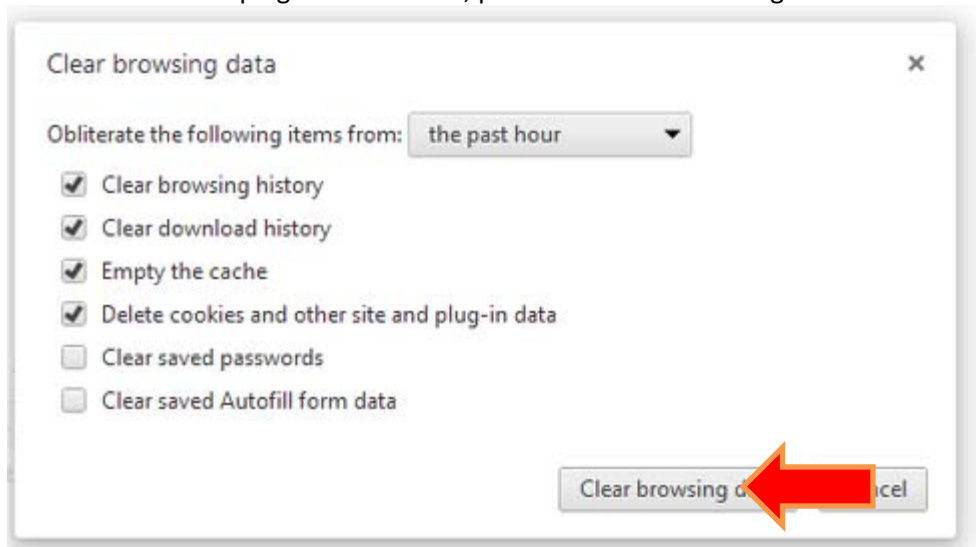 Clear browsing data
Obliterate the following items from: the past hour
Clear browsing history
Clear download history
Empty the cache
Delete cookies and other site and plug-in data
Clear saved passwords
Clear saved Autofill form data
Clear browsing